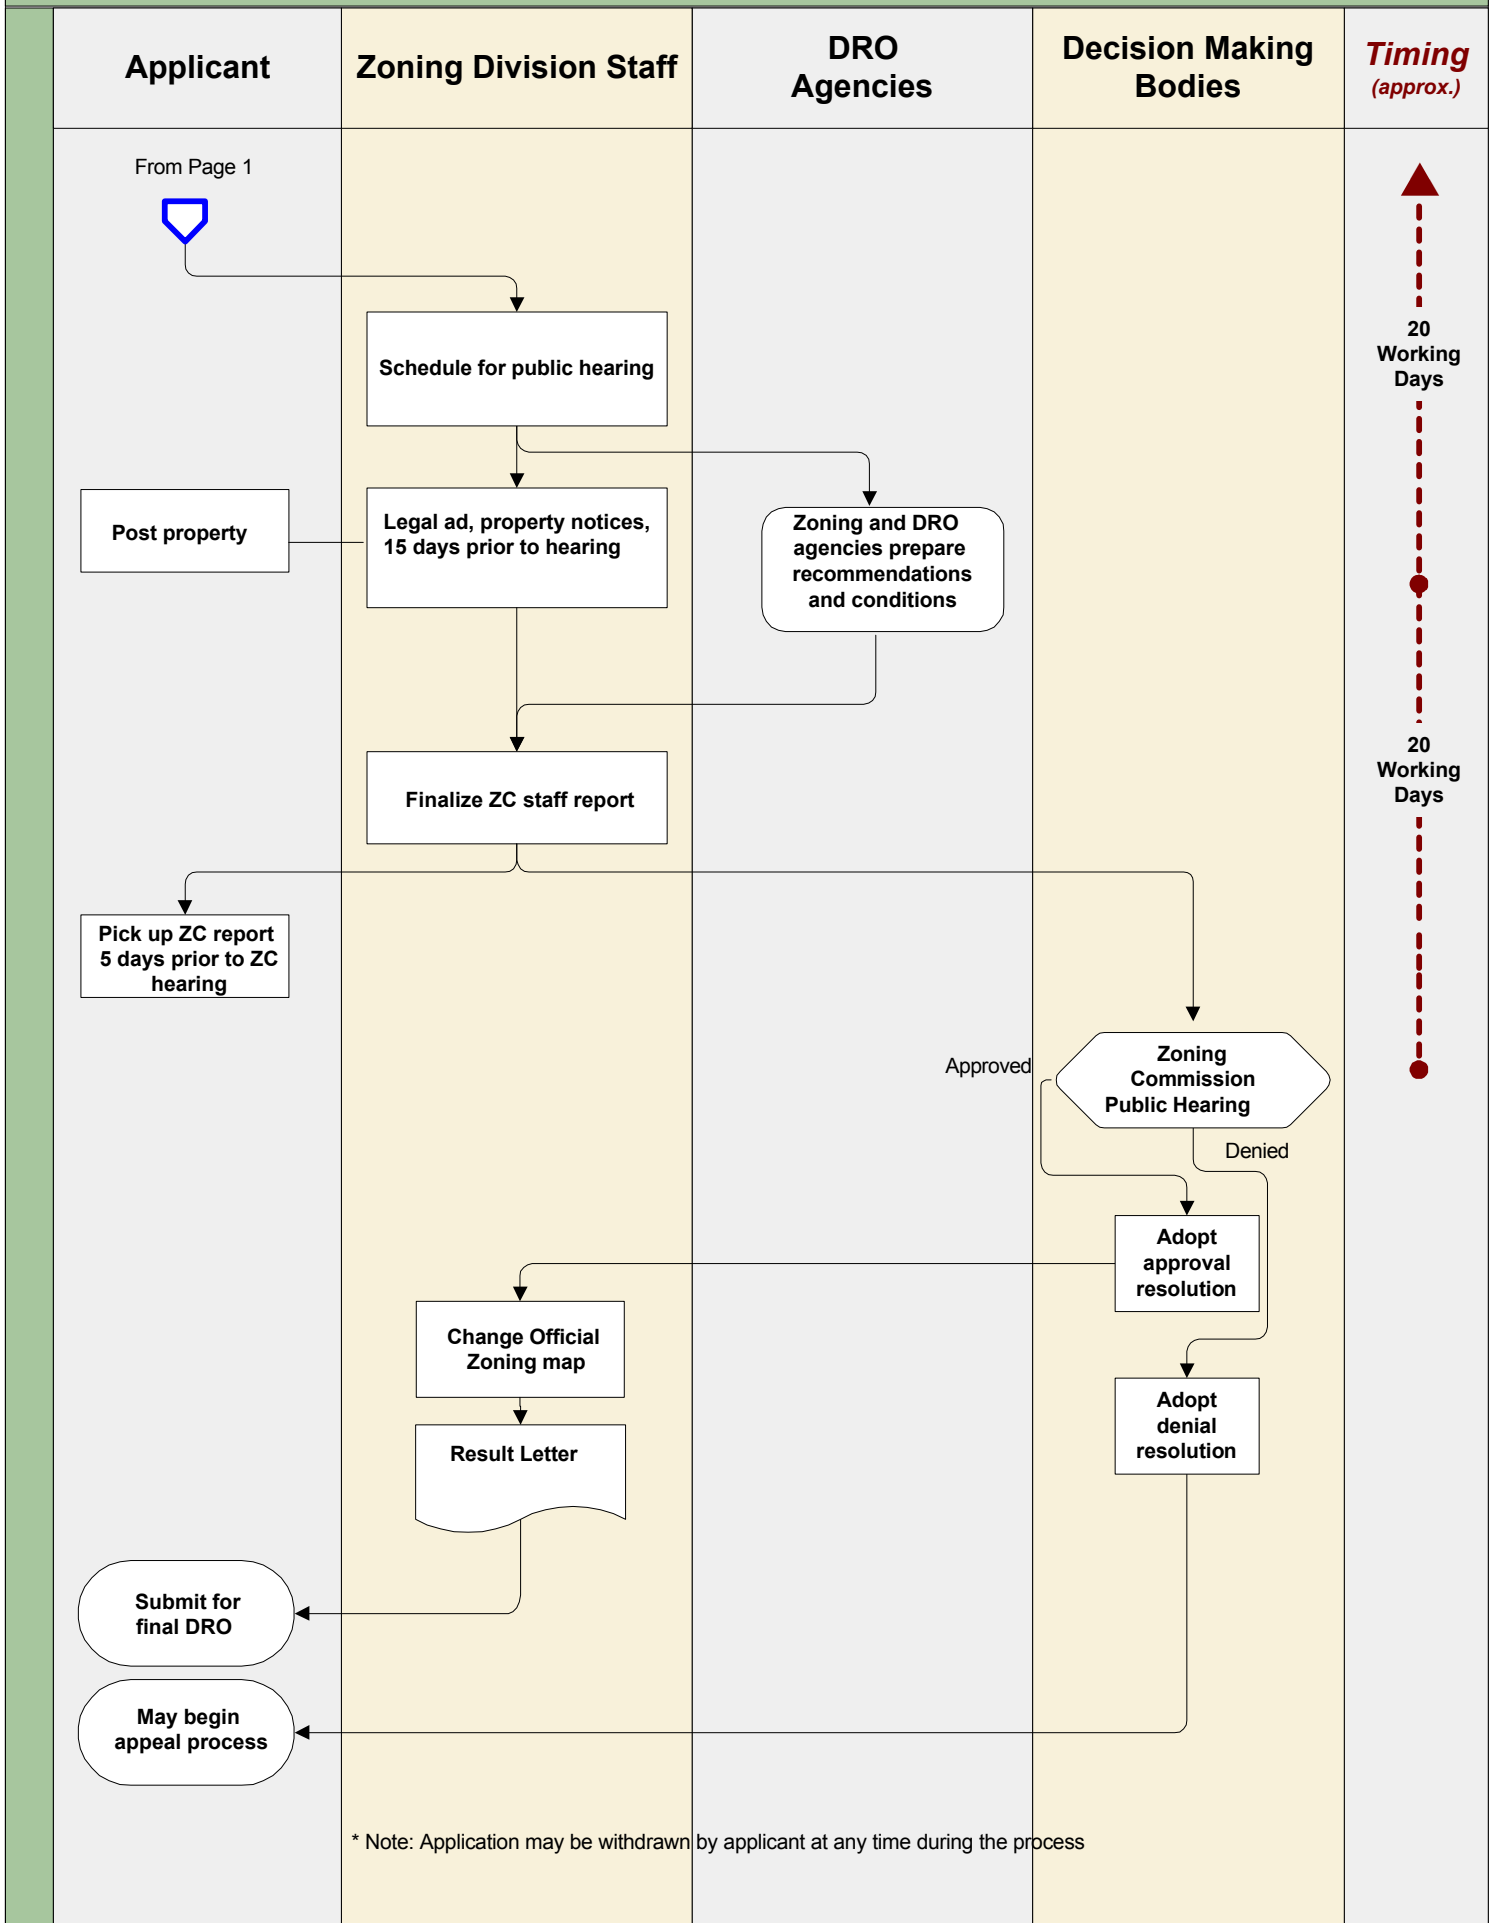 Applicant
Zoning Division Staff
DRO
Agencies
Decision Making
Bodies
Timing
(approx.)
From Page 1
Schedule for public hearing
20
Working
Days
Post property
Legal ad, property notices,
15 days prior to hearing
Zoning and DRO
agencies prepare
recommendations
and conditions
20
Working
Days
Finalize ZC staff report
Pick up ZC report
5 days prior to ZC
hearing
Approved
Zoning
Commission
Public Hearing
Denied
Adopt
approval
resolution
Change Official
Zoning map
Adopt
denial
resolution
Result Letter
Submit for
final DRO
May begin
appeal process
* Note: Application may be withdrawn by applicant at any time during the process